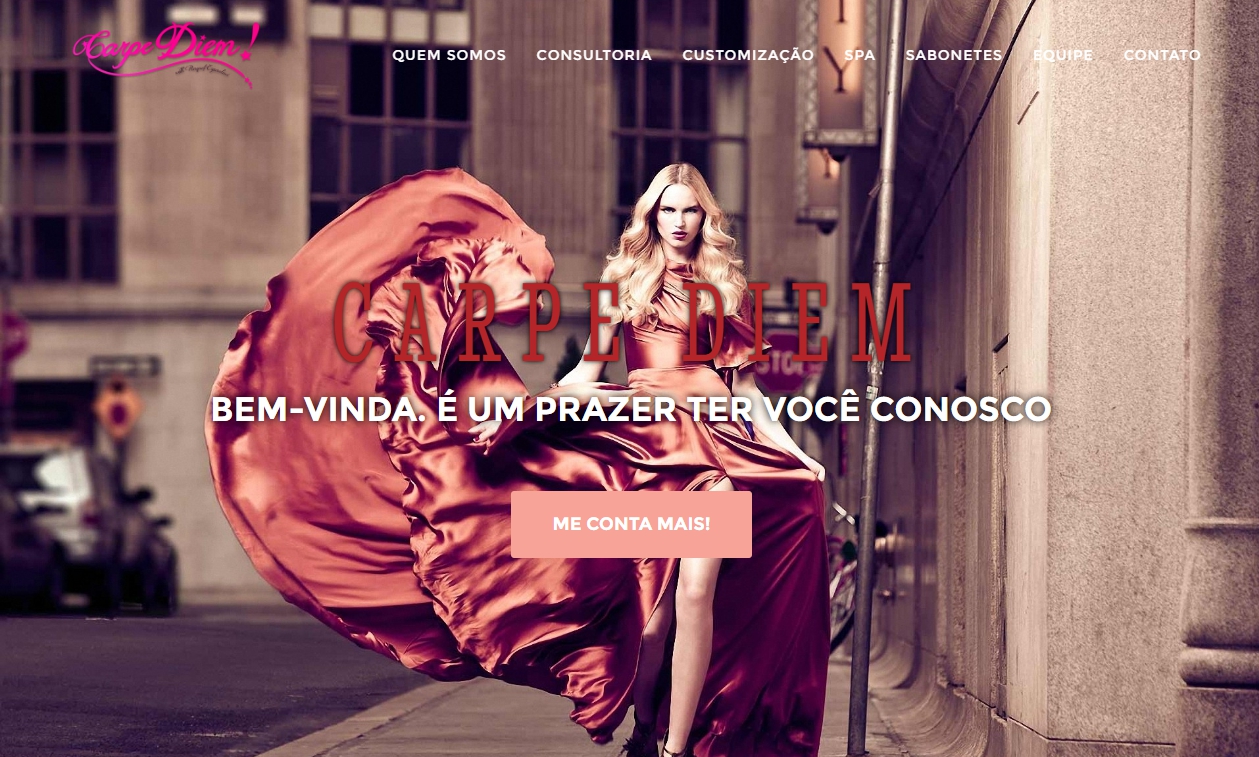 Carpe Diem!
QUEM SOMOS CONSULTORIA CUSTOMIZAÇÃO SPA SABONETES EQUIPE CONTATO
Y
CARPE DIEM
STOP
BEM-VINDA. É UM PRAZER TER VOCÊ CONOSCO
ME CONTA MAIS!